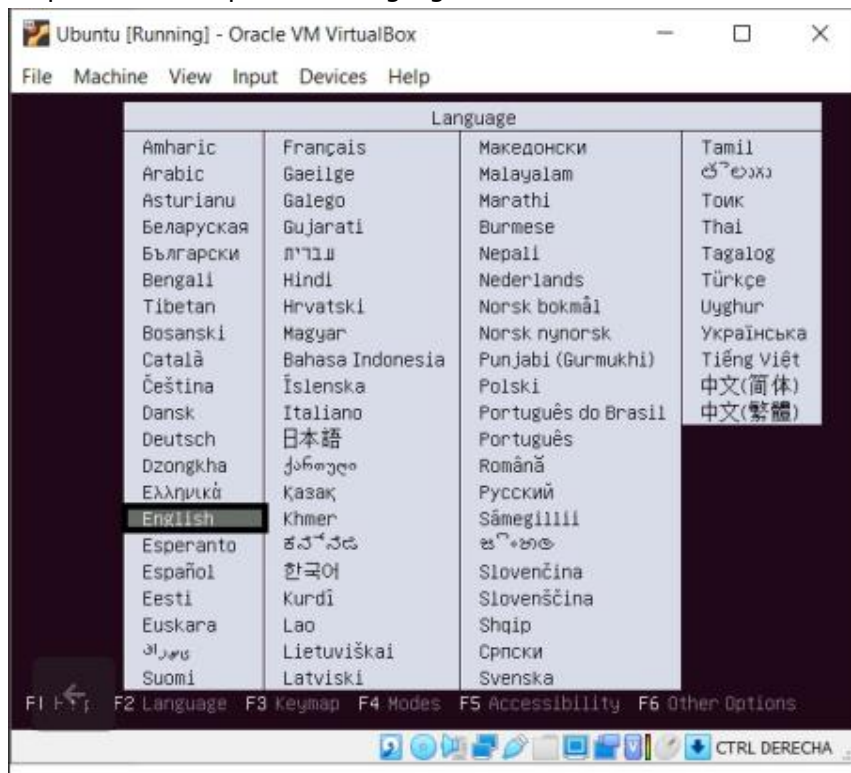 Ubuntu [Running] - Oracle VM VirtualBox
File Machine View Input Devices Help
Language
Amharic
Arabic
Asturianu
Беларуская
Български
Bengali
Tibetan
Bosanski
Català
Čeština
Dansk
Deutsch
Dzongkha
Ελληνικά
English
Esperanto
Español
Eesti
Euskara
Suomi
Français
Gaeilge
Galego
Gujarati
עברית
Hindi
Hrvatski
Magyar
Bahasa Indonesia
Íslenska
Italiano
日本語
ქართული
Қазақ
Khmer
한국어
Kurdî
Lao
Lietuviškai
Latviski
Македонски
Malayalam
Marathi
Burmese
Nepali
Nederlands
Norsk bokmål
Norsk nynorsk
Punjabi (Gurmukhi)
Polski
Português do Brasil
Português
Română
Русский
Sámegillii
Slovenčina
Slovenščina
Shqip
Српски
Svenska
Tamil
Тоик
Thai
Tagalog
Türkçe
Uyghur
Українська
Tiếng Việt
中文(简体)
中文(繁體)
F1 F2 Language F3 Keymap F4 Modes F5 Accessibility F6 Other Options
CTRL DERECHA